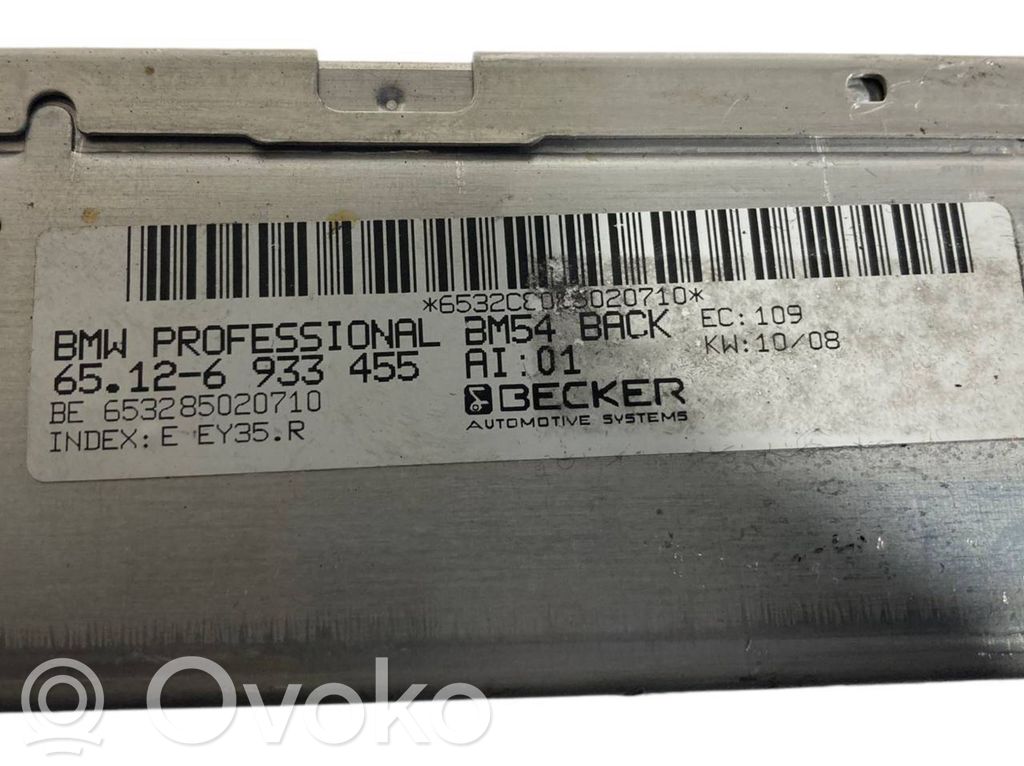 BMW PROFESSIONAL BM54 BACK EC:109
65.12-6 933 455 AI:01 KW:10/08
BE 653285020710 BECKER
INDEX:E EY35.R AUTOMOTIVE SYSTEMS
Ovoko